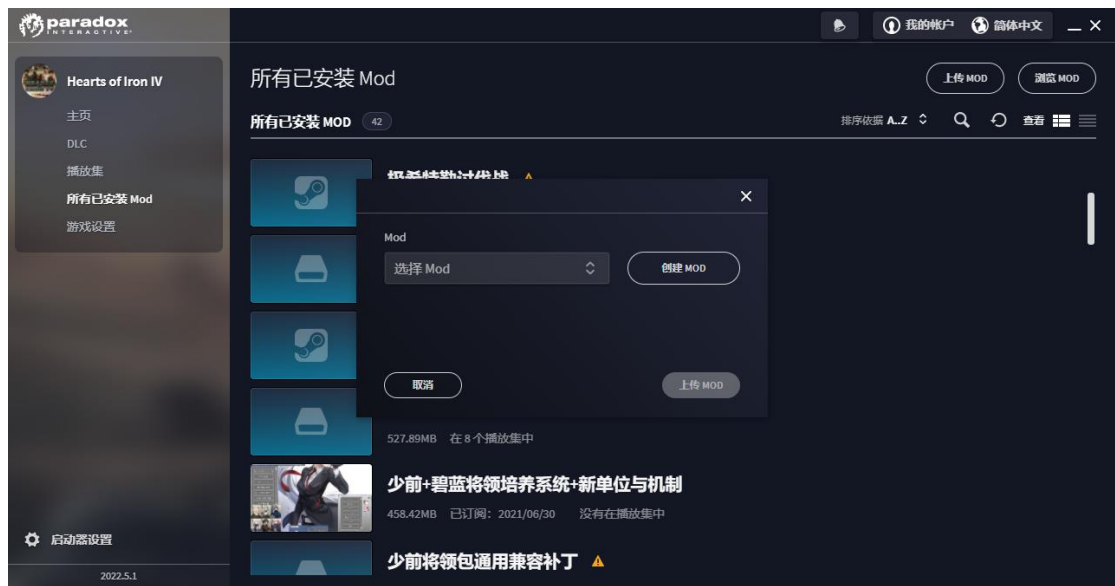 paradox
INTERACTIVE
我的帐户
简体中文
Hearts of Iron IV
主页
DLC
播放集
所有已安装 Mod
游戏设置
启动器设置
2022.5.1
所有已安装 Mod
上传 MOD
浏览 MOD
所有已安装 MOD 42
排序依据 A..Z
查看
Mod
选择 Mod
创建 MOD
取消
上传 MOD
527.89MB 在 8 个播放集中
少前+碧蓝将领培养系统+新单位与机制
458.42MB 已订阅：2021/06/30 没有在播放集中
少前将领包通用兼容补丁